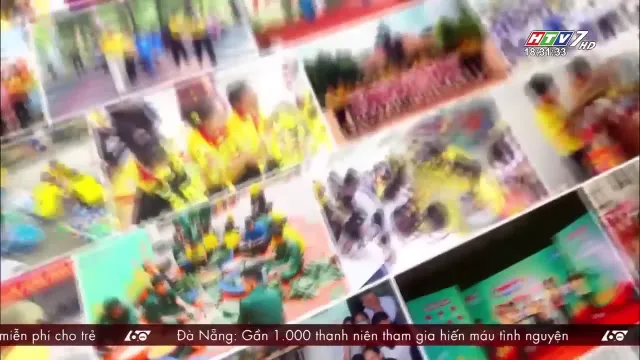 HTV7 HD
18:31:33
miễn phí cho trẻ
Đà Nẵng: Gần 1.000 thanh niên tham gia hiến máu tình nguyện